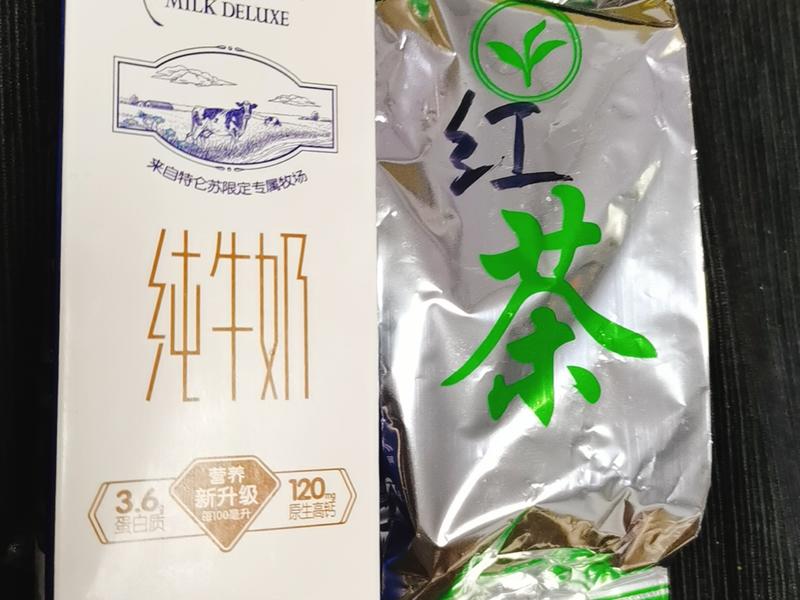 MILK DELUXE
来自特仑苏限定专属牧场
纯牛奶
3.6g
蛋白质
营养
新升级
每100毫升
120mg
原生高钙
红
茶